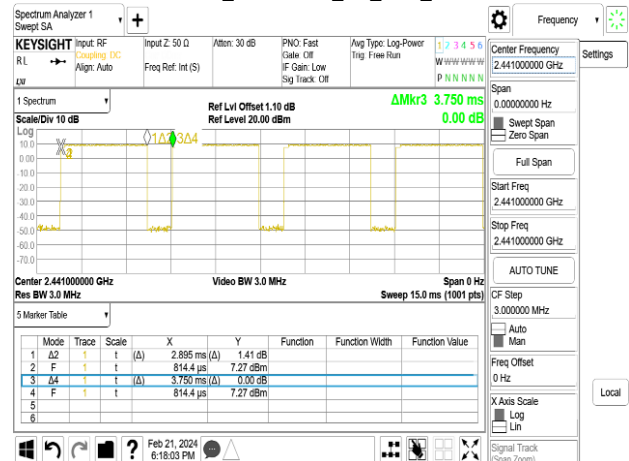 Spectrum Analyzer 1
Swept SA
Frequency
KEYSIGHT Input: RF Input Z: 50 Ω Atten: 30 dB PNO: Fast Avg Type: Log-Power 1 2 3 4 5 6
RL Coupling: DC Gate: Off Trig: Free Run W W W W W W
Align: Auto Freq Ref: Int (S) IF Gain: Low
Sig Track: Off P N N N N N
LW
1 Spectrum
Scale/Div 10 dB
Log
Ref Lvl Offset 1.10 dB
Ref Level 20.00 dBm
ΔMkr3 3.750 ms
0.00 dB
10.0
0.00
-10.0
-20.0
-30.0
-40.0
-50.0
-60.0
-70.0
1Δ2 3Δ4
Center 2.441000000 GHz Video BW 3.0 MHz Span 0 Hz
Res BW 3.0 MHz Sweep 15.0 ms (1001 pts)
5 Marker Table
Mode Trace Scale X Y Function Function Width Function Value
1 Δ2 1 t (Δ) 2.895 ms (Δ) 1.41 dB
2 F 1 t 814.4 µs 7.27 dBm
3 Δ4 1 t (Δ) 3.750 ms (Δ) 0.00 dB
4 F 1 t 814.4 µs 7.27 dBm
5
6
?
Feb 21, 2024
6:18:03 PM
Center Frequency
2.441000000 GHz
Settings
Span
0.00000000 Hz
Swept Span
Zero Span
Full Span
Start Freq
2.441000000 GHz
Stop Freq
2.441000000 GHz
AUTO TUNE
CF Step
3.000000 MHz
Auto
Man
Freq Offset
0 Hz
Local
X Axis Scale
Log
Lin
Signal Track
(Span Zoom)